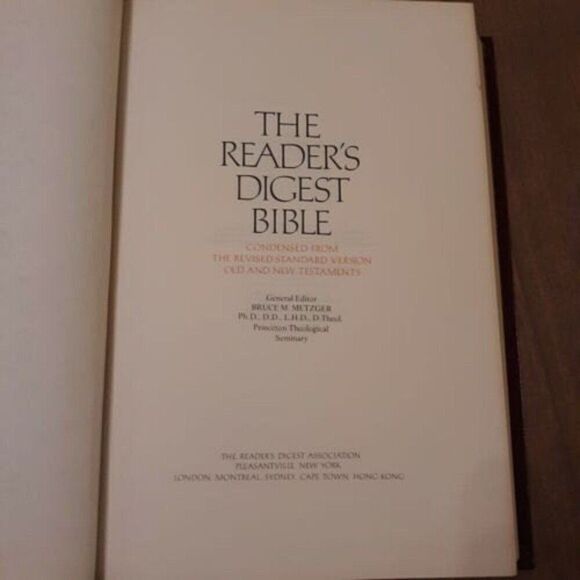 THE
READER'S
DIGEST
BIBLE
CONDENSED FROM
THE REVISED STANDARD VERSION
OLD AND NEW TESTAMENTS
General Editor
BRUCE M. METZGER
Ph.D., D.D., L.H.D., D.Theol.
Princeton Theological
Seminary
THE READER'S DIGEST ASSOCIATION
PLEASANTVILLE, NEW YORK
LONDON, MONTREAL, SYDNEY, CAPE TOWN, HONG KONG